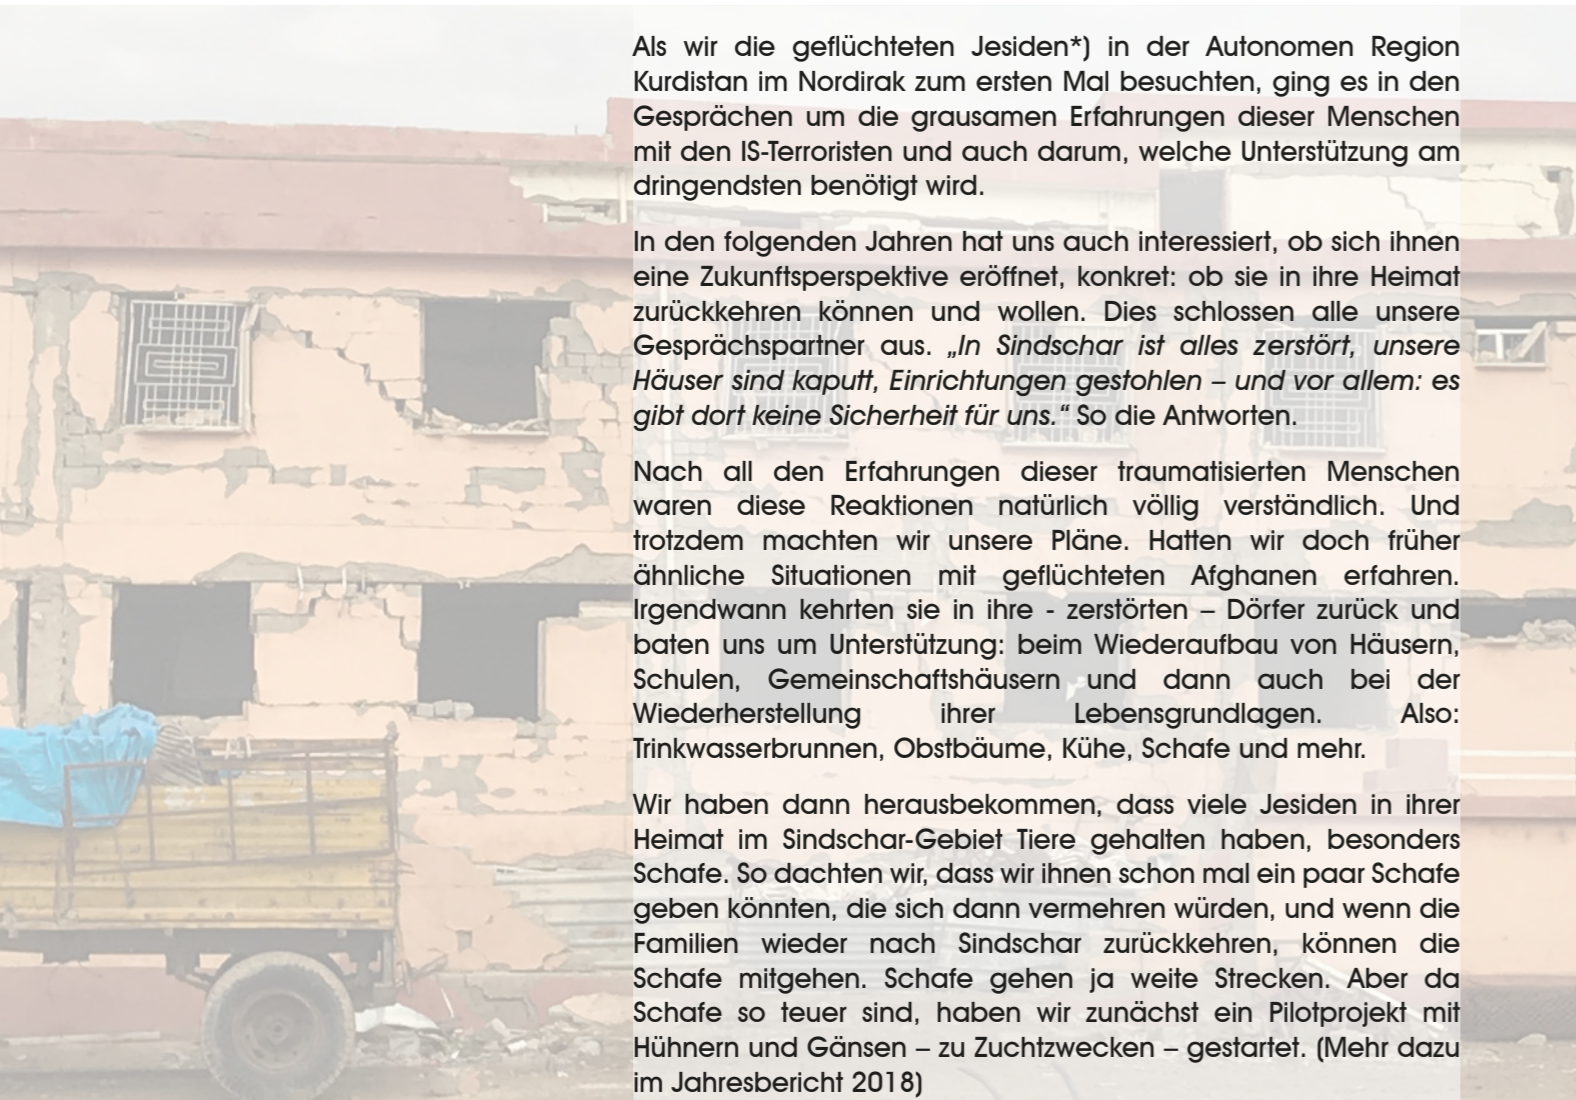 Als wir die geflüchteten Jesiden*) in der Autonomen Region
Kurdistan im Nordirak zum ersten Mal besuchten, ging es in den
Gesprächen um die grausamen Erfahrungen dieser Menschen
mit den IS-Terroristen und auch darum, welche Unterstützung am
dringendsten benötigt wird.
In den folgenden Jahren hat uns auch interessiert, ob sich ihnen
eine Zukunftsperspektive eröffnet, konkret: ob sie in ihre Heimat
zurückkehren können und wollen. Dies schlossen alle unsere
Gesprächspartner aus. „In Sindschar ist alles zerstört, unsere
Häuser sind kaputt, Einrichtungen gestohlen – und vor allem: es
gibt dort keine Sicherheit für uns.“ So die Antworten.
Nach all den Erfahrungen dieser traumatisierten Menschen
waren diese Reaktionen natürlich völlig verständlich. Und
trotzdem machten wir unsere Pläne. Hatten wir doch früher
ähnliche Situationen mit geflüchteten Afghanen erfahren.
Irgendwann kehrten sie in ihre - zerstörten – Dörfer zurück und
baten uns um Unterstützung: beim Wiederaufbau von Häusern,
Schulen, Gemeinschaftshäusern und dann auch bei der
Wiederherstellung ihrer Lebensgrundlagen. Also:
Trinkwasserbrunnen, Obstbäume, Kühe, Schafe und mehr.
Wir haben dann herausbekommen, dass viele Jesiden in ihrer
Heimat im Sindschar-Gebiet Tiere gehalten haben, besonders
Schafe. So dachten wir, dass wir ihnen schon mal ein paar Schafe
geben könnten, die sich dann vermehren würden, und wenn die
Familien wieder nach Sindschar zurückkehren, können die
Schafe mitgehen. Schafe gehen ja weite Strecken. Aber da
Schafe so teuer sind, haben wir zunächst ein Pilotprojekt mit
Hühnern und Gänsen – zu Zuchtzwecken – gestartet. (Mehr dazu
im Jahresbericht 2018)